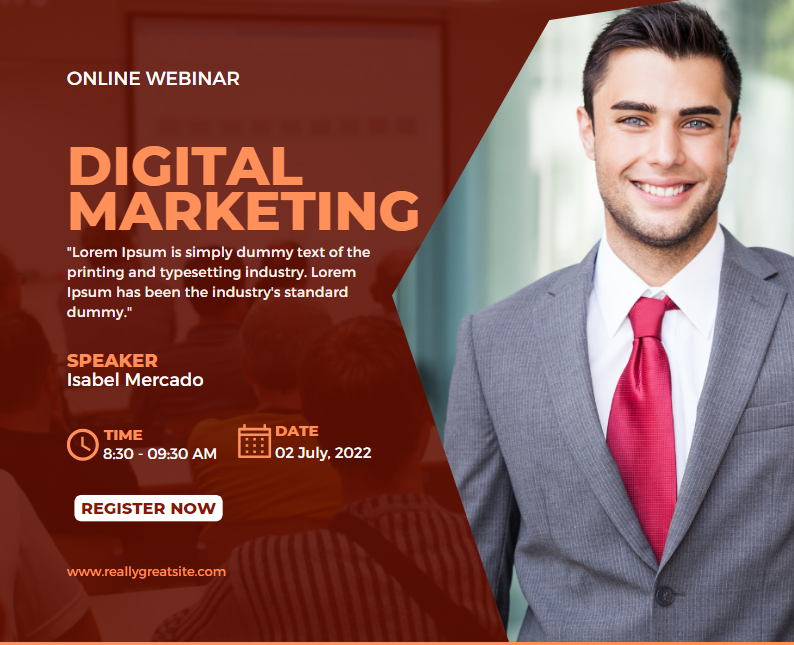 ONLINE WEBINAR
DIGITAL
MARKETING
"Lorem Ipsum is simply dummy text of the
printing and typesetting industry. Lorem
Ipsum has been the industry's standard
dummy."
SPEAKER
Isabel Mercado
TIME
8:30 - 09:30 AM
DATE
02 July, 2022
REGISTER NOW
www.reallygreatsite.com